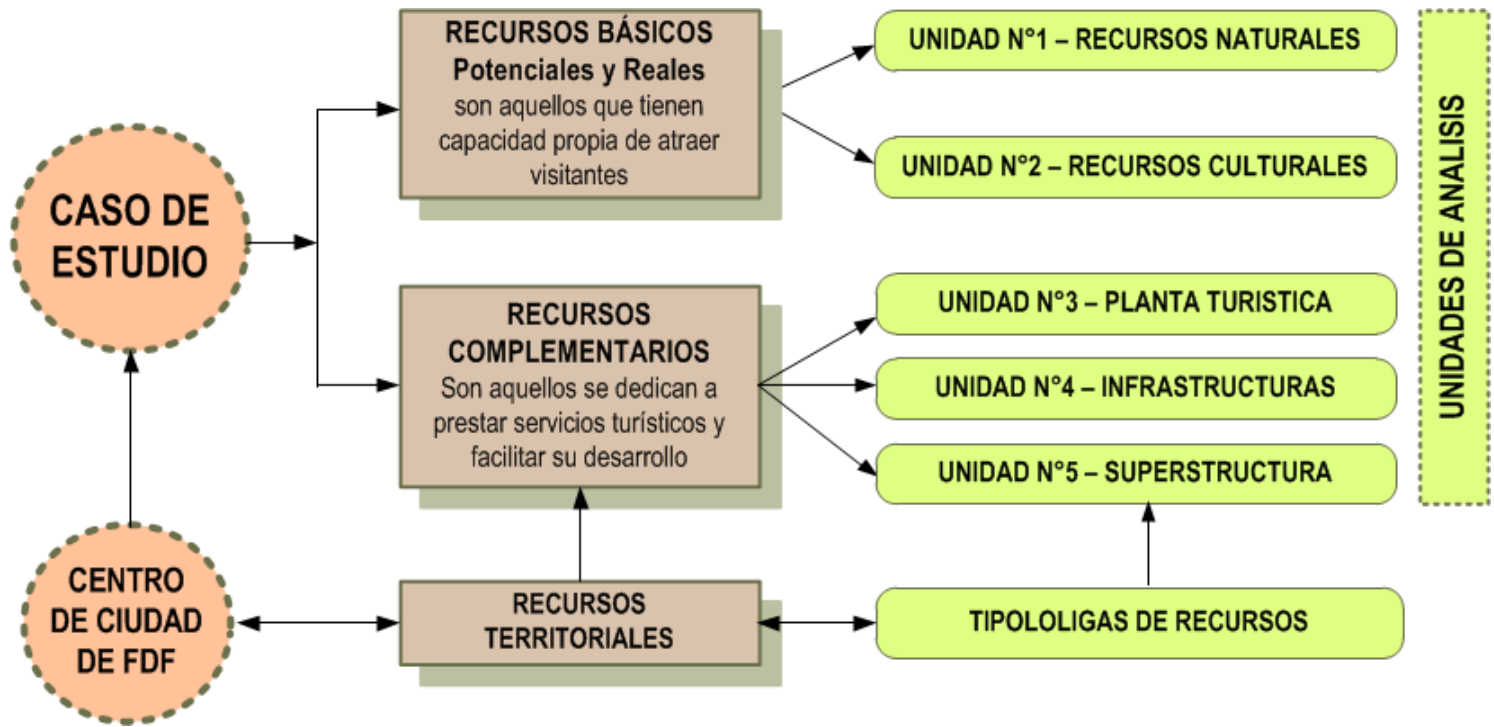 CASO DE
ESTUDIO
RECURSOS BÁSICOS
Potenciales y Reales
son aquellos que tienen
capacidad propia de atraer
visitantes
UNIDAD N°1 – RECURSOS NATURALES
UNIDAD N°2 – RECURSOS CULTURALES
RECURSOS
COMPLEMENTARIOS
Son aquellos se dedican a
prestar servicios turísticos y
facilitar su desarrollo
UNIDAD N°3 – PLANTA TURISTICA
UNIDAD N°4 – INFRASTRUCTURAS
UNIDAD N°5 – SUPERSTRUCTURA
UNIDADES DE ANALISIS
CENTRO
DE CIUDAD
DE FDF
RECURSOS
TERRITORIALES
TIPOLOLIGAS DE RECURSOS